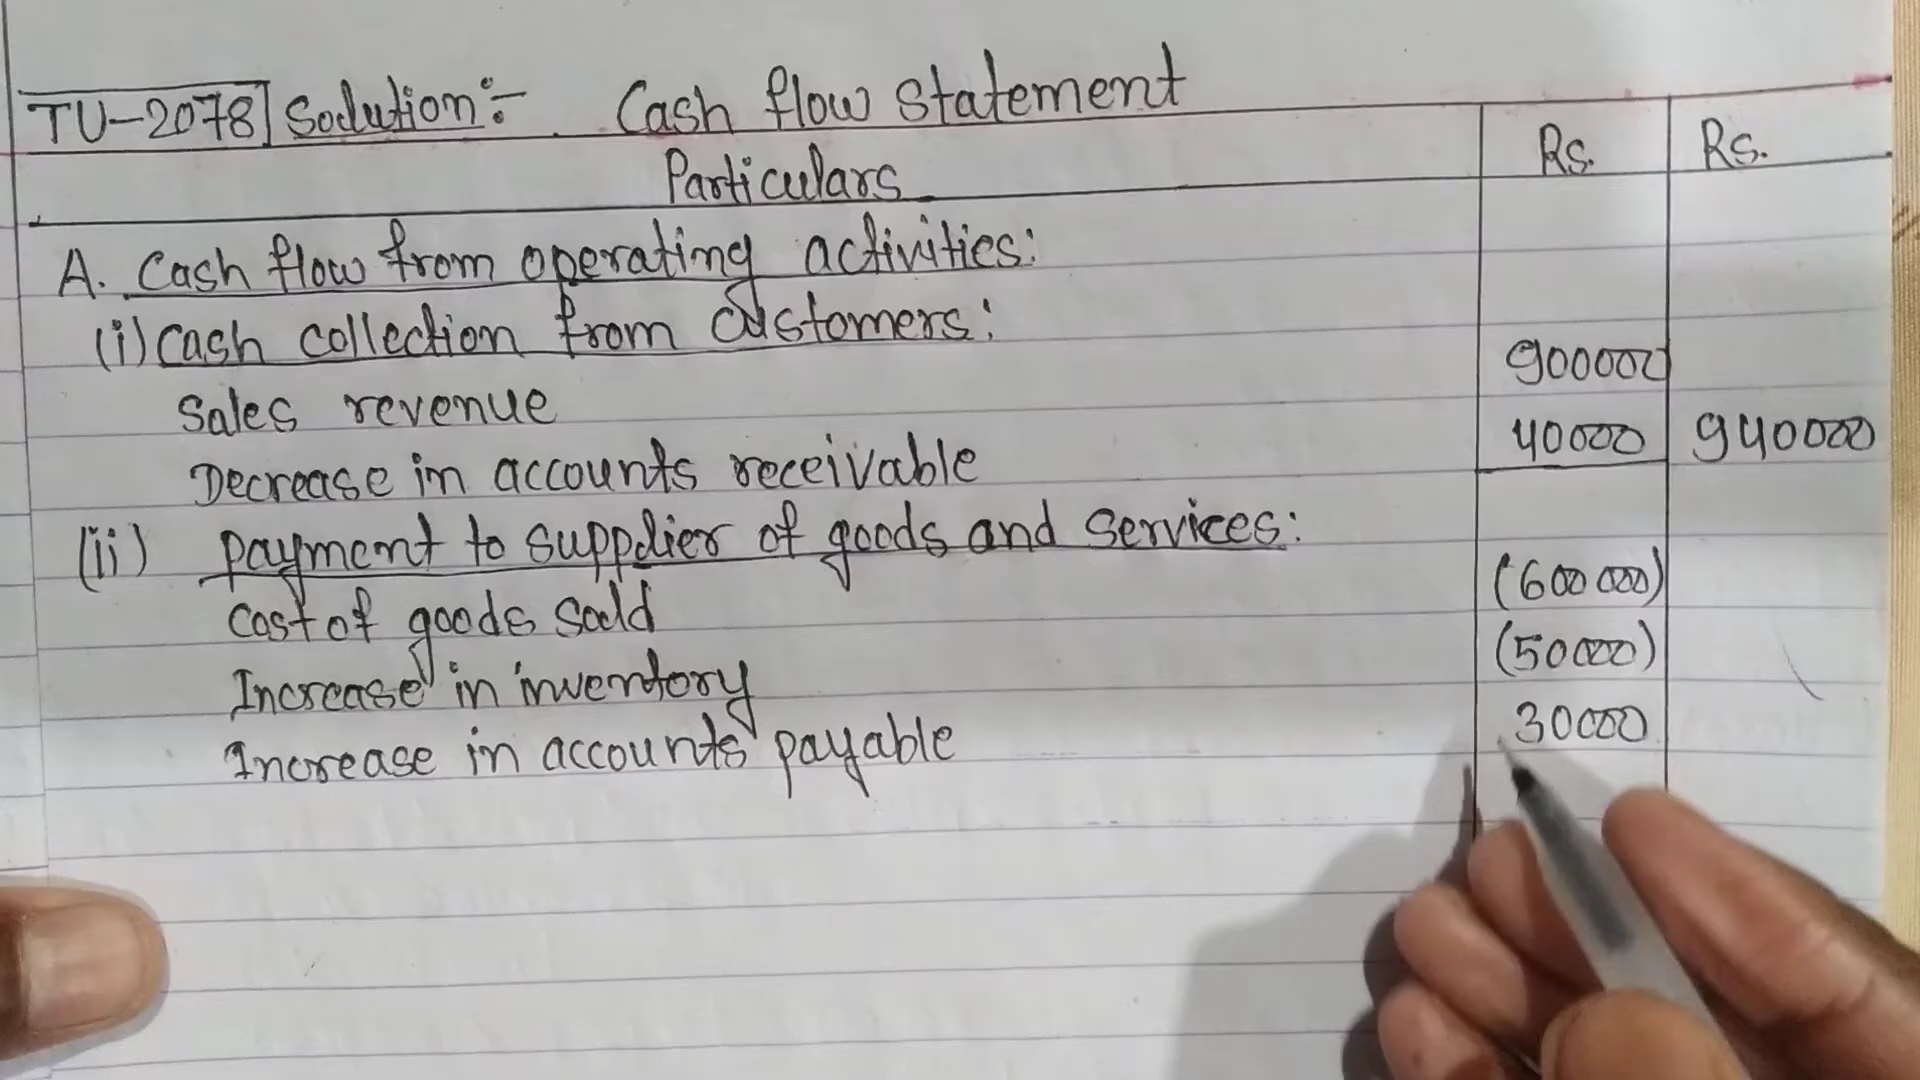 TU-2078 Solution:- Cash flow statement
Particulars Rs. Rs.
A. Cash flow from operating activities:
(i) Cash collection from customers:
Sales revenue 900000
Decrease in accounts receivable 40000 940000
(ii) payment to supplier of goods and services:
Cost of goods sold (600000)
Increase in inventory (50000)
Increase in accounts payable 30000